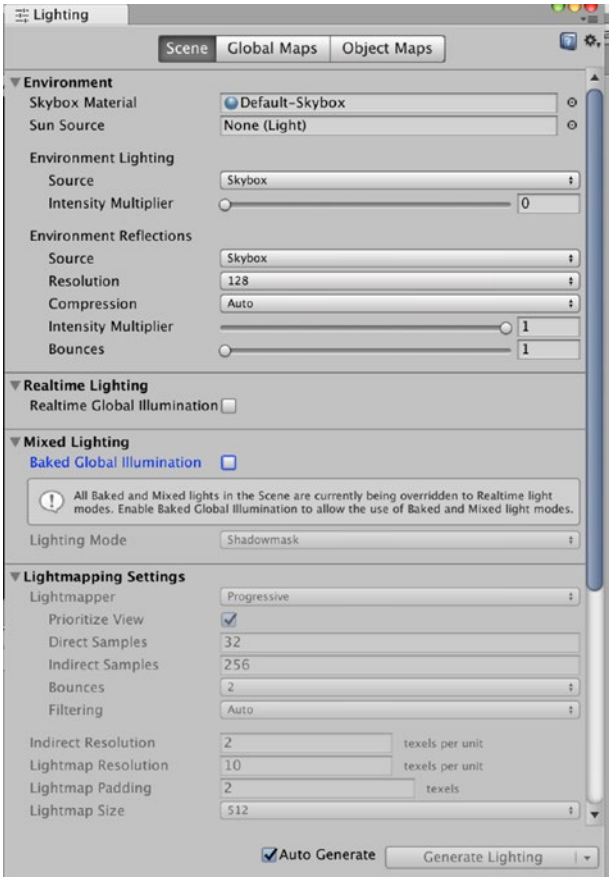 Lighting
Scene Global Maps Object Maps
Environment
Skybox Material Default-Skybox
Sun Source None (Light)
Environment Lighting
Source Skybox
Intensity Multiplier 0
Environment Reflections
Source Skybox
Resolution 128
Compression Auto
Intensity Multiplier 1
Bounces 1
Realtime Lighting
Realtime Global Illumination
Mixed Lighting
Baked Global Illumination
All Baked and Mixed lights in the Scene are currently being overridden to Realtime light
modes. Enable Baked Global Illumination to allow the use of Baked and Mixed light modes.
Lighting Mode Shadowmask
Lightmapping Settings
Lightmapper Progressive
Prioritize View
Direct Samples 32
Indirect Samples 256
Bounces 2
Filtering Auto
Indirect Resolution 2 texels per unit
Lightmap Resolution 10 texels per unit
Lightmap Padding 2 texels
Lightmap Size 512
Auto Generate Generate Lighting